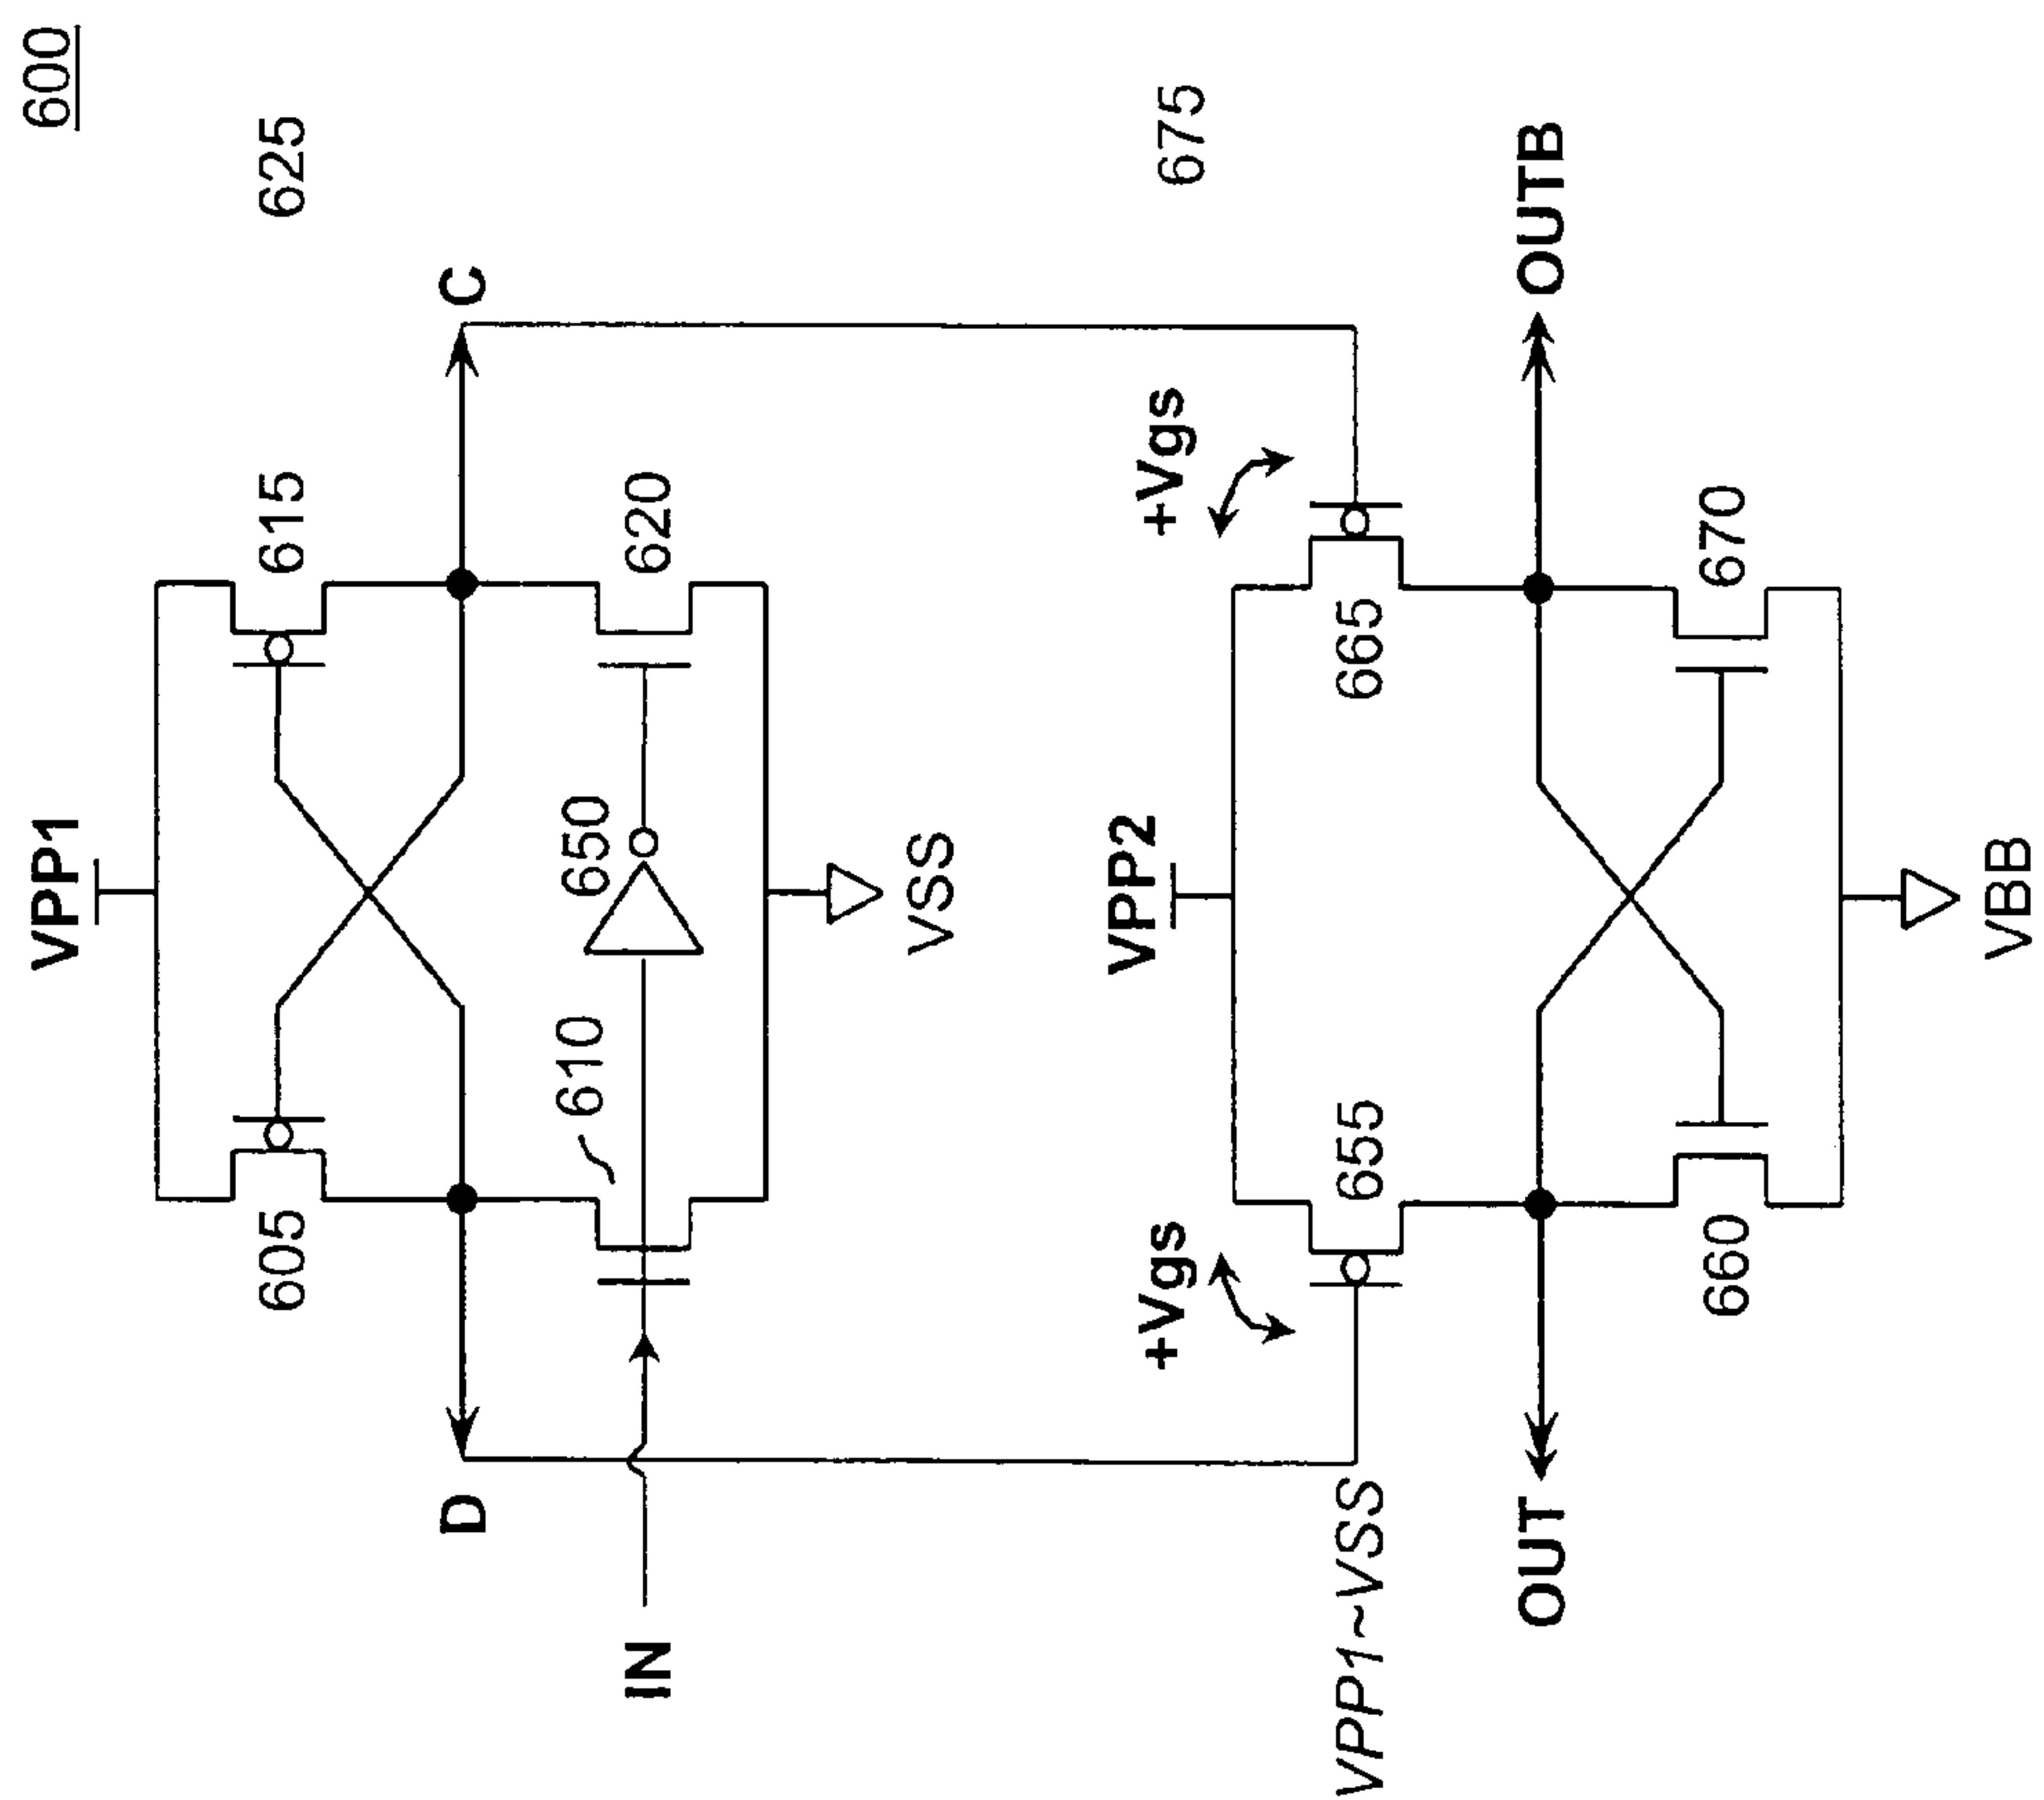 600
VPP1
625
605
615
D
C
610
650
620
IN
VSS
675
VPP2
+Vgs
+Vgs
VPP1~VSS
655
665
OUT
OUTB
660
670
VBB